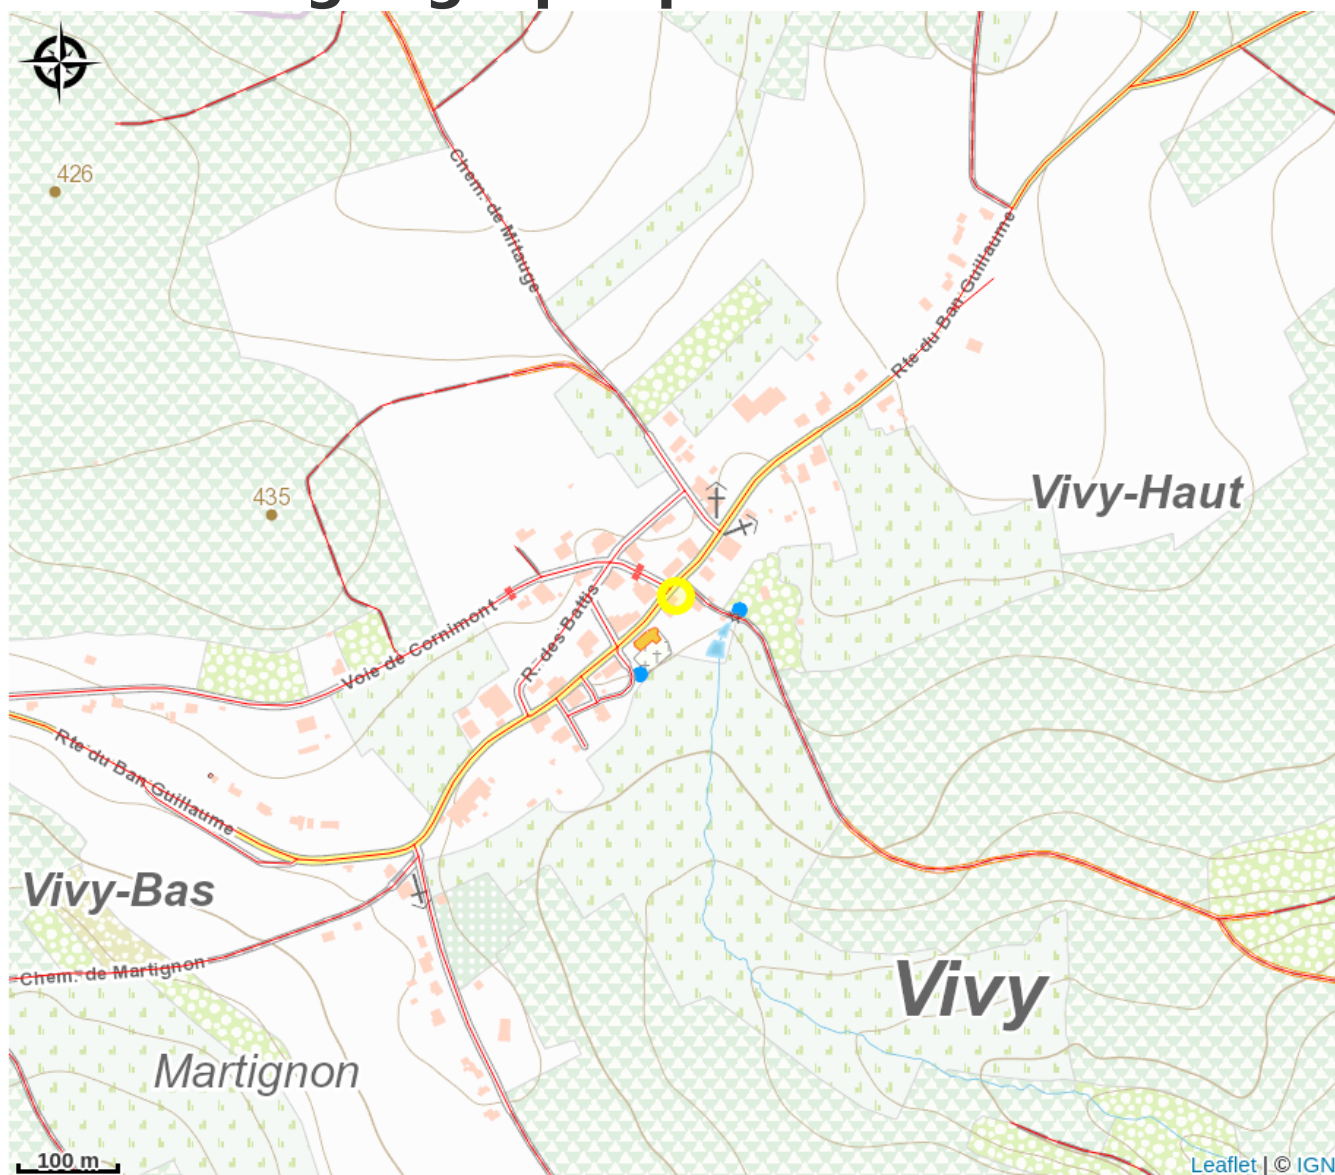 426
Chem. de Mitauge
Rte du Ban Guillaume
435
Vivy-Haut
Voie de Cornimont
R. des Battis
Rte du Ban Guillaume
Vivy-Bas
Chem. de Martignon
Vivy
Martignon
100 m
Leaflet | © IGN